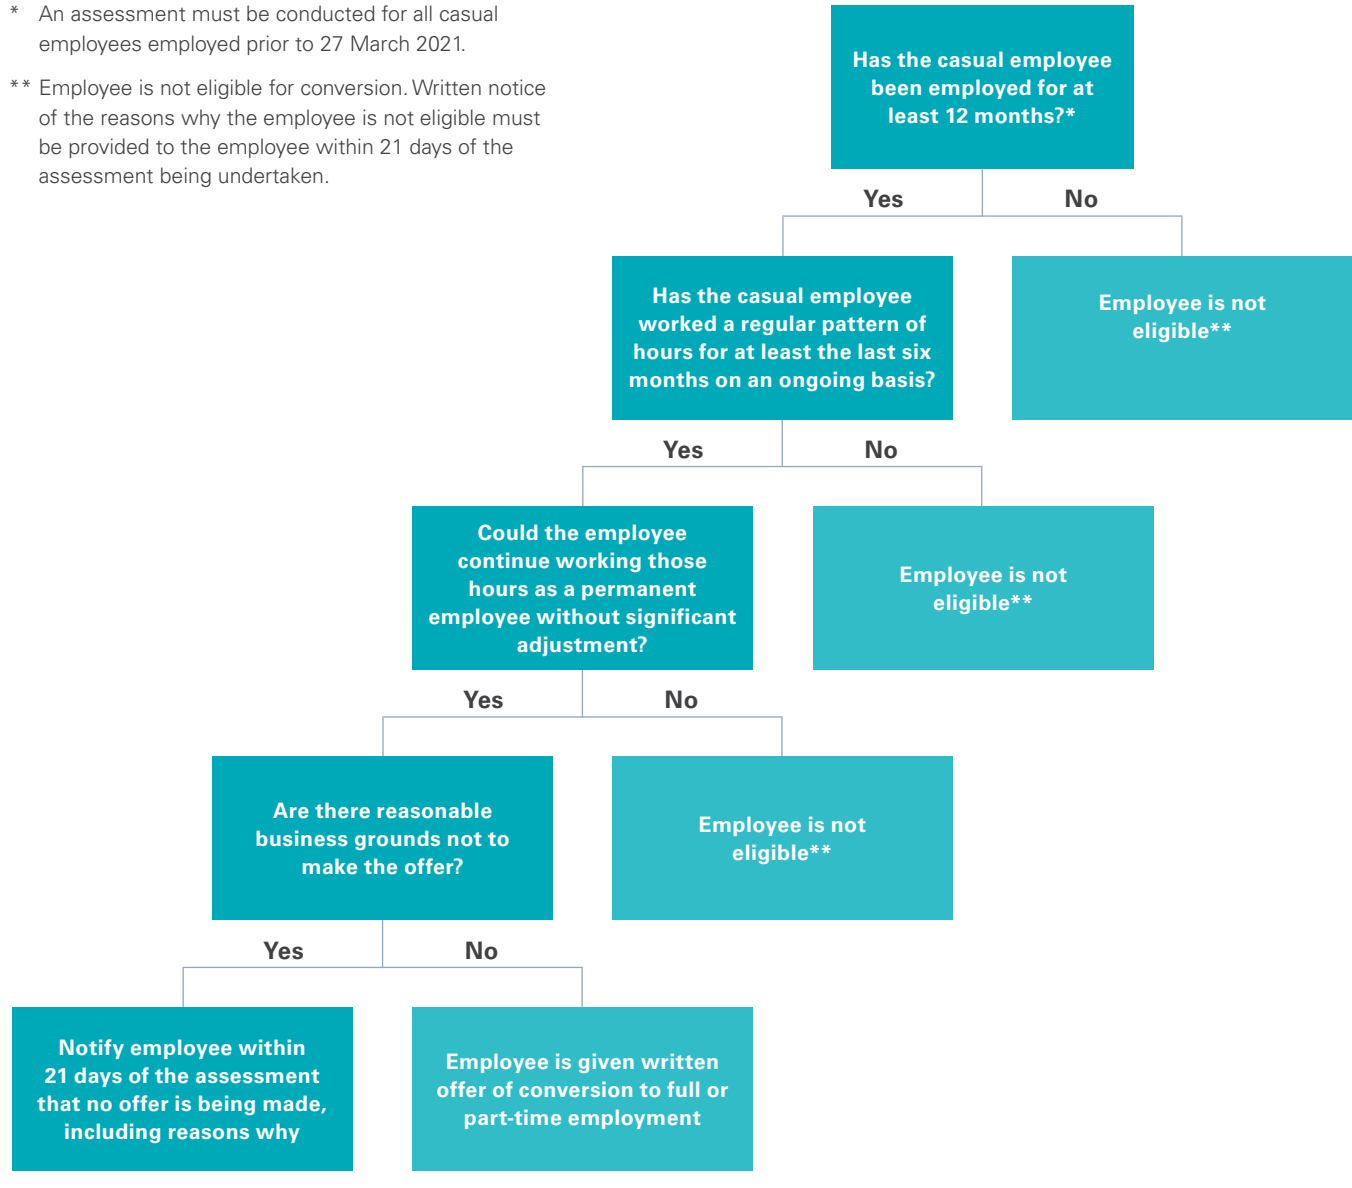 * An assessment must be conducted for all casual
employees employed prior to 27 March 2021.
** Employee is not eligible for conversion. Written notice
of the reasons why the employee is not eligible must
be provided to the employee within 21 days of the
assessment being undertaken.
Has the casual employee
been employed for at
least 12 months?*
Yes
No
Has the casual employee
worked a regular pattern of
hours for at least the last six
months on an ongoing basis?
Employee is not
eligible**
Yes
No
Could the employee
continue working those
hours as a permanent
employee without significant
adjustment?
Employee is not
eligible**
Yes
No
Are there reasonable
business grounds not to
make the offer?
Employee is not
eligible**
Yes
No
Notify employee within
21 days of the assessment
that no offer is being made,
including reasons why
Employee is given written
offer of conversion to full or
part-time employment